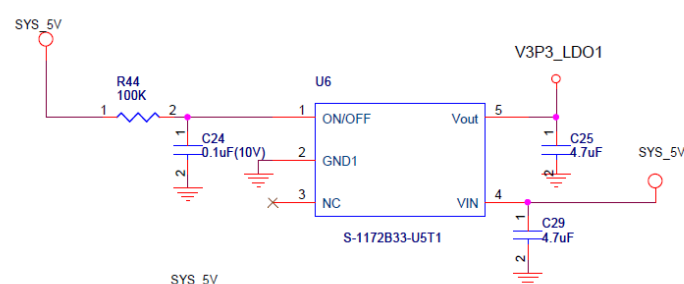 SYS_5V
V3P3_LDO1
R44
100K
U6
1
2
1
ON/OFF
Vout
5
1
C24
0.1uF(10V)
2
2
GND1
1
C25
4.7uF
2
SYS_5V
3
NC
VIN
4
1
C29
4.7uF
2
S-1172B33-U5T1
SYS_5V